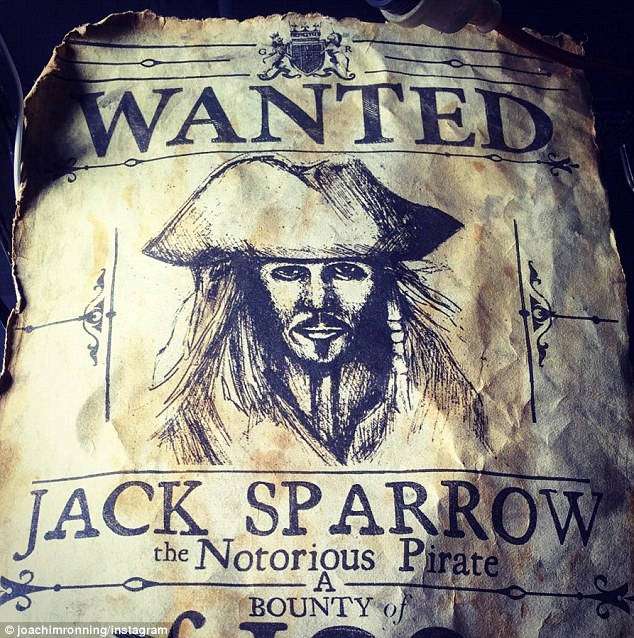 G R
WANTED
JACK SPARROW
the Notorious Pirate
A
BOUNTY of
© joachimronning/instagram